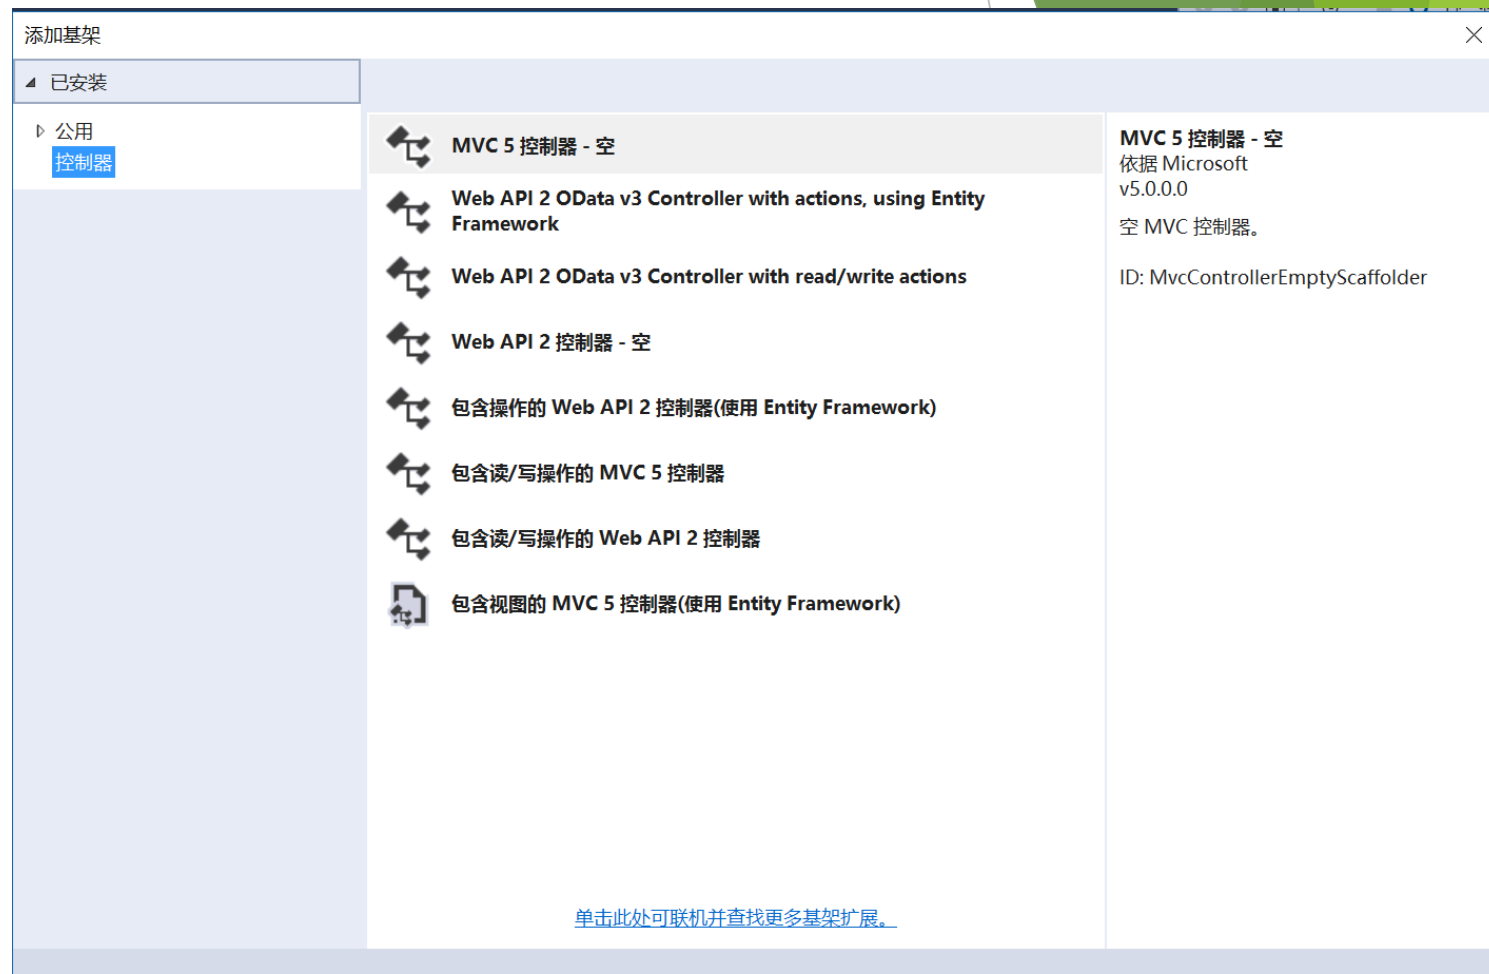 添加基架
已安装
公用
控制器
MVC 5 控制器 - 空
Web API 2 OData v3 Controller with actions, using Entity
Framework
Web API 2 OData v3 Controller with read/write actions
Web API 2 控制器 - 空
包含操作的 Web API 2 控制器(使用 Entity Framework)
包含读/写操作的 MVC 5 控制器
包含读/写操作的 Web API 2 控制器
包含视图的 MVC 5 控制器(使用 Entity Framework)
单击此处可联机并查找更多基架扩展。
MVC 5 控制器 - 空
依据 Microsoft
v5.0.0.0
空 MVC 控制器。
ID: MvcControllerEmptyScaffolder